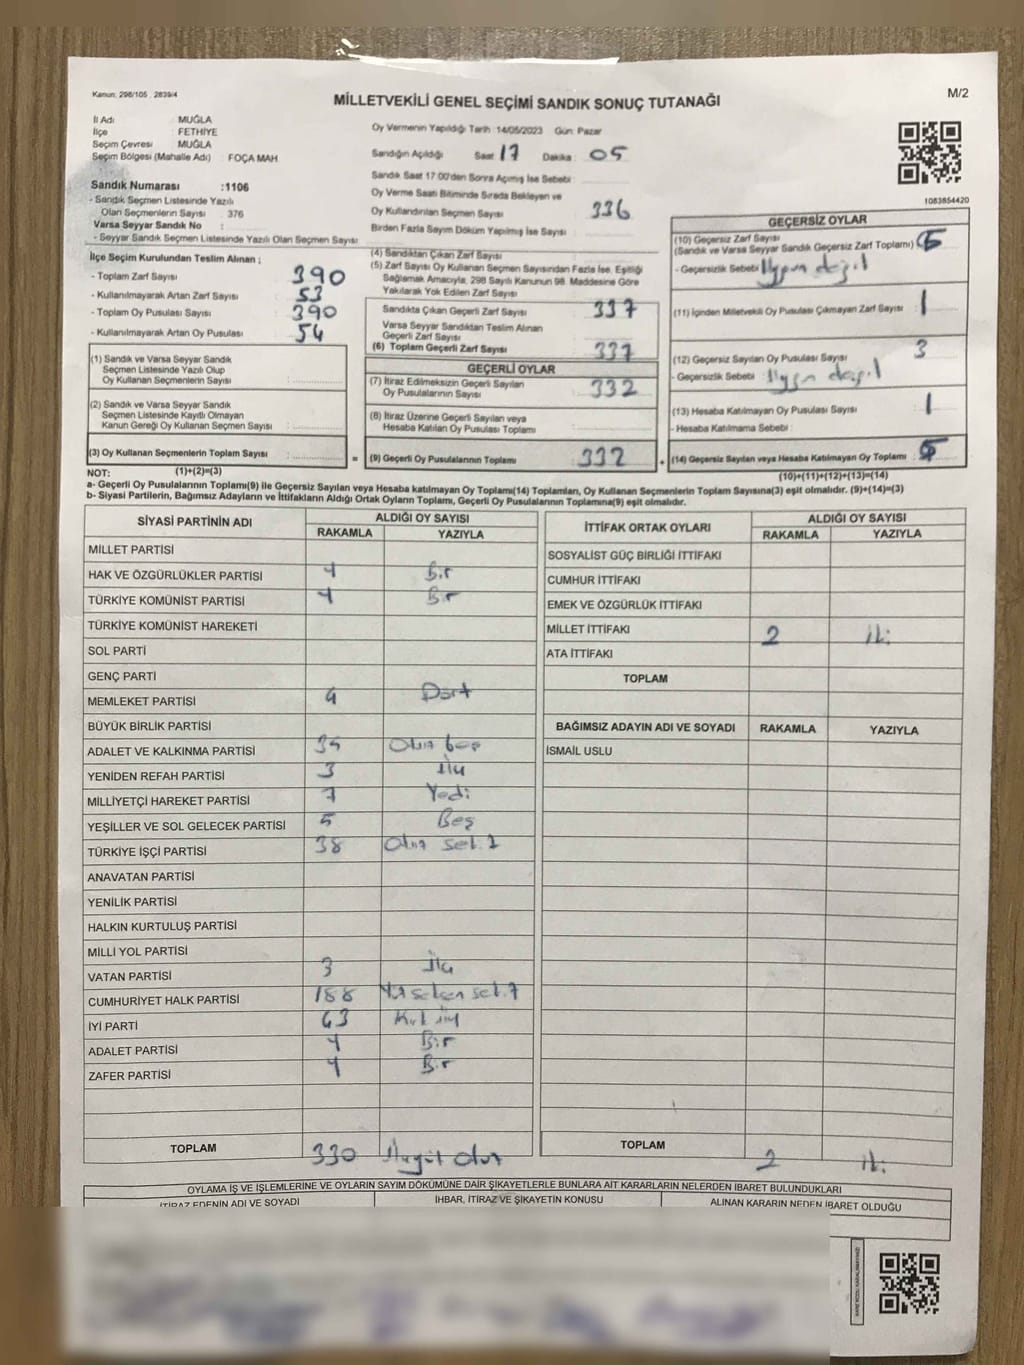 Kanun: 298/105 , 2839/4
M/2
MİLLETVEKİLİ GENEL SEÇİMİ SANDIK SONUÇ TUTANAĞI
İl Adı : MUĞLA
İlçe : FETHİYE
Seçim Çevresi : MUĞLA
Seçim Bölgesi (Mahalle Adı) : FOÇA MAH
Sandık Numarası :1106
- Sandık Seçmen Listesinde Yazılı
Olan Seçmenlerin Sayısı : 376
Varsa Seyyar Sandık No :
- Seyyar Sandık Seçmen Listesinde Yazılı Olan Seçmen Sayısı :
Oy Vermenin Yapıldığı Tarih :14/05/2023 Gün: Pazar
Sandığın Açıldığı Saat 17 Dakika : 05
Sandık Saat 17:00'den Sonra Açımış İse Sebebi :
Oy Verme Saati Bitiminde Sırada Bekleyen ve
Oy Kullandırılan Seçmen Sayısı : 336
Birden Fazla Sayım Döküm Yapılmış İse Sayısı :
1083854420
İlçe Seçim Kurulundan Teslim Alınan ;
- Toplam Zarf Sayısı : 390
- Kullanılmayarak Artan Zarf Sayısı : 53
- Toplam Oy Pusulası Sayısı : 390
- Kullanılmayarak Artan Oy Pusulası : 54
(1) Sandık ve Varsa Seyyar Sandık
Seçmen Listesinde Yazılı Olup
Oy Kullanan Seçmenlerin Sayısı :
(2) Sandık ve Varsa Seyyar Sandık
Seçmen Listesinde Kayıtlı Olmayan
Kanun Gereği Oy Kullanan Seçmen Sayısı :
(3) Oy Kullanan Seçmenlerin Toplam Sayısı :
(4) Sandıktan Çıkan Zarf Sayısı :
(5) Zarf Sayısı Oy Kullanan Seçmen Sayısından Fazla İse, Eşitliği
Sağlamak Amacıyla, 298 Sayılı Kanunun 98. Maddesine Göre
Yakılarak Yok Edilen Zarf Sayısı :
Sandıkta Çıkan Geçerli Zarf Sayısı : 337
Varsa Seyyar Sandıktan Teslim Alınan
Geçerli Zarf Sayısı :
(6) Toplam Geçerli Zarf Sayısı : 337
GEÇERLİ OYLAR
(7) İtiraz Edilmeksizin Geçerli Sayılan
Oy Pusulalarının Sayısı : 332
(8) İtiraz Üzerine Geçerli Sayılan veya
Hesaba Katılan Oy Pusulası Toplamı :
= (9) Geçerli Oy Pusulalarının Toplamı : 332
GEÇERSİZ OYLAR
(10) Geçersiz Zarf Sayısı
(Sandık ve Varsa Seyyar Sandık Geçersiz Zarf Toplamı) :
- Geçersizlik Sebebi : Uygun değil
(11) İçinden Milletvekili Oy Pusulası Çıkmayan Zarf Sayısı : 1
(12) Geçersiz Sayılan Oy Pusulası Sayısı : 3
- Geçersizlik Sebebi : Uygun değil
(13) Hesaba Katılmayan Oy Pusulası Sayısı : 1
- Hesaba Katılmama Sebebi :
+ (14) Geçersiz Sayılan veya Hesaba Katılmayan Oy Toplamı : 5
NOT: (1)+(2)=(3)
(10)+(11)+(12)+(13)=(14)
a- Geçerli Oy Pusulalarının Toplamı(9) ile Geçersiz Sayılan veya Hesaba katılmayan Oy Toplamı(14) Toplamları, Oy Kullanan Seçmenlerin Toplam Sayısına(3) eşit olmalıdır. (9)+(14)=(3)
b- Siyasi Partilerin, Bağımsız Adayların ve İttifakların Aldığı Ortak Oyların Toplamı, Geçerli Oy Pusulalarının Toplamına(9) eşit olmalıdır.
SİYASİ PARTİNİN ADI ALDIĞI OY SAYISI
RAKAMLA YAZIYLA
MİLLET PARTİSİ
HAK VE ÖZGÜRLÜKLER PARTİSİ 1 Bir
TÜRKİYE KOMÜNİST PARTİSİ 1 Bir
TÜRKİYE KOMÜNİST HAREKETİ
SOL PARTİ
GENÇ PARTİ
MEMLEKET PARTİSİ 4 Dört
BÜYÜK BİRLİK PARTİSİ
ADALET VE KALKINMA PARTİSİ 35 Otuz beş
YENİDEN REFAH PARTİSİ 3 Üç
MİLLİYETÇİ HAREKET PARTİSİ 7 Yedi
YEŞİLLER VE SOL GELECEK PARTİSİ 5 Beş
TÜRKİYE İŞÇİ PARTİSİ 38 Otuz sekiz
ANAVATAN PARTİSİ
YENİLİK PARTİSİ
HALKIN KURTULUŞ PARTİSİ
MİLLİ YOL PARTİSİ
VATAN PARTİSİ 3 Üç
CUMHURİYET HALK PARTİSİ 188 Yüz seksen sekiz
İYİ PARTİ 43 Kırk üç
ADALET PARTİSİ 1 Bir
ZAFER PARTİSİ 1 Bir
TOPLAM 330 Üçyüz Otuz
İTTİFAK ORTAK OYLARI ALDIĞI OY SAYISI
RAKAMLA YAZIYLA
SOSYALİST GÜÇ BİRLİĞİ İTTİFAKI
CUMHUR İTTİFAKI
EMEK VE ÖZGÜRLÜK İTTİFAKI
MİLLET İTTİFAKI 2 İki
ATA İTTİFAKI
TOPLAM
BAĞIMSIZ ADAYIN ADI VE SOYADI RAKAMLA YAZIYLA
İSMAİL USLU
TOPLAM 2 İki
OYLAMA İŞ VE İŞLEMLERİNE VE OYLARIN SAYIM DÖKÜMÜNE DAİR ŞİKAYETLERLE BUNLARA AİT KARARLARIN NELERDEN İBARET BULUNDUKLARI
İTİRAZ EDENİN ADI VE SOYADI İHBAR, İTİRAZ VE ŞİKAYETİN KONUSU ALINAN KARARIN NEDEN İBARET OLDUĞU